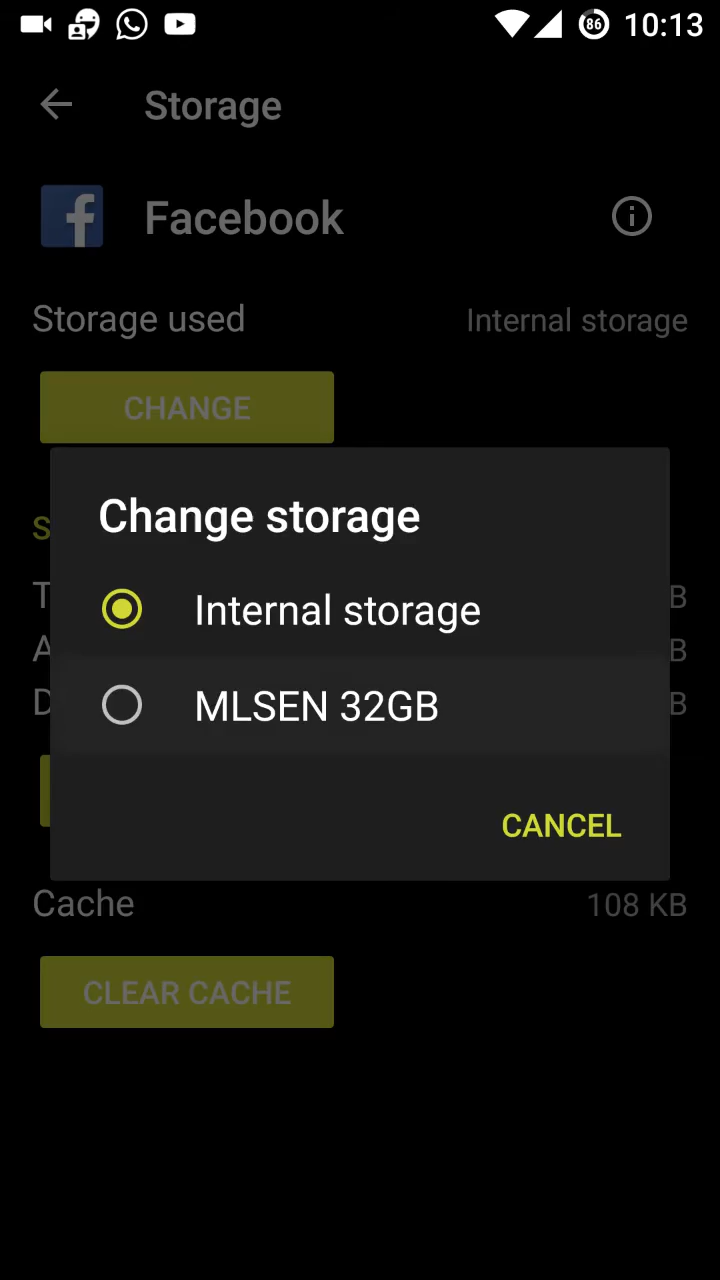 86 10:13
Storage
f Facebook
Storage used Internal storage
CHANGE
Change storage
S
Internal storage
T B
A B
MLSEN 32GB
D B
CANCEL
Cache 108 KB
CLEAR CACHE